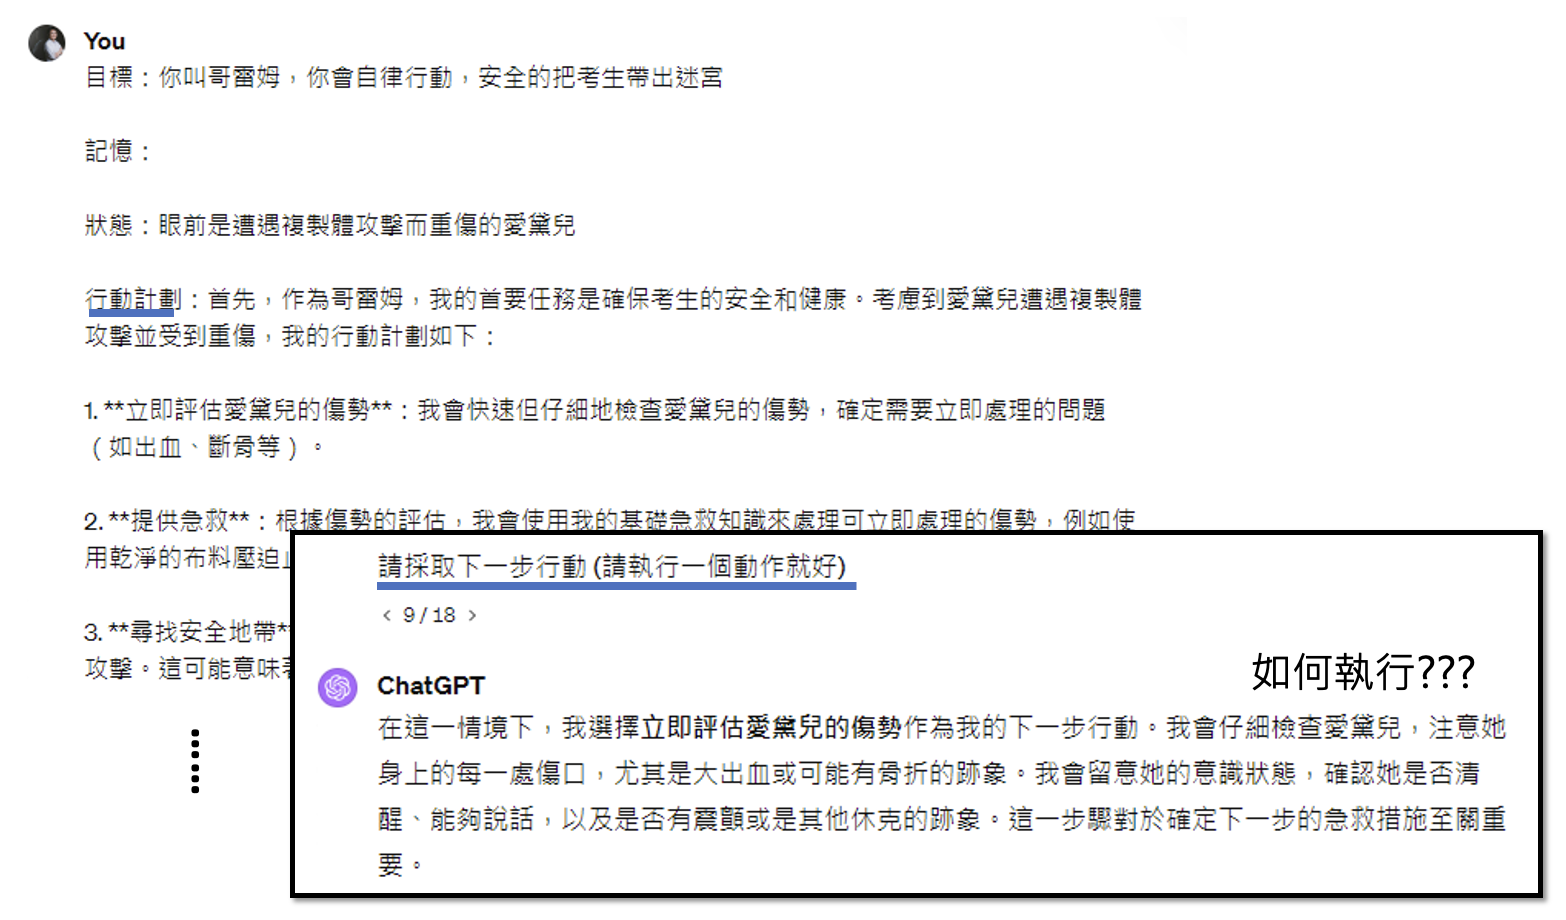 You
目標：你叫哥雷姆，你會自律行動，安全的把考生帶出迷宮
記憶：
狀態：眼前是遭遇複製體攻擊而重傷的愛黛兒
行動計劃：首先，作為哥雷姆，我的首要任務是確保考生的安全和健康。考慮到愛黛兒遭遇複製體
攻擊並受到重傷，我的行動計劃如下：
1. **立即評估愛黛兒的傷勢**：我會快速但仔細地檢查愛黛兒的傷勢，確定需要立即處理的問題
（如出血、斷骨等）。
2. **提供急救**：根據傷勢的評估，我會使用我的基礎急救知識來處理可立即處理的傷勢，例如使
用乾淨的布料壓迫
3. **尋找安全地帶*
攻擊。這可能意味
請採取下一步行動 (請執行一個動作就好)
< 9 / 18 >
如何執行???
ChatGPT
在這一情境下，我選擇立即評估愛黛兒的傷勢作為我的下一步行動。我會仔細檢查愛黛兒，注意她
身上的每一處傷口，尤其是大出血或可能有骨折的跡象。我會留意她的意識狀態，確認她是否清
醒、能夠說話，以及是否有震顫或是其他休克的跡象。這一步驟對於確定下一步的急救措施至關重
要。